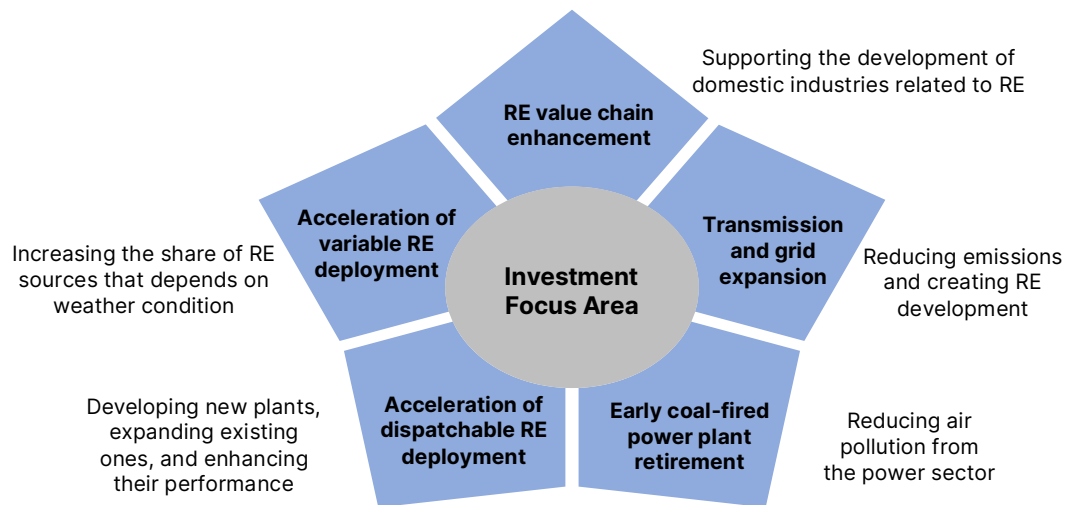 Supporting the development of
domestic industries related to RE
RE value chain
enhancement
Acceleration of
variable RE
deployment
Transmission
and grid
expansion
Increasing the share of RE
sources that depends on
weather condition
Investment
Focus Area
Reducing emissions
and creating RE
development
Developing new plants,
expanding existing
ones, and enhancing
their performance
Acceleration of
dispatchable RE
deployment
Early coal-fired
power plant
retirement
Reducing air
pollution from
the power sector